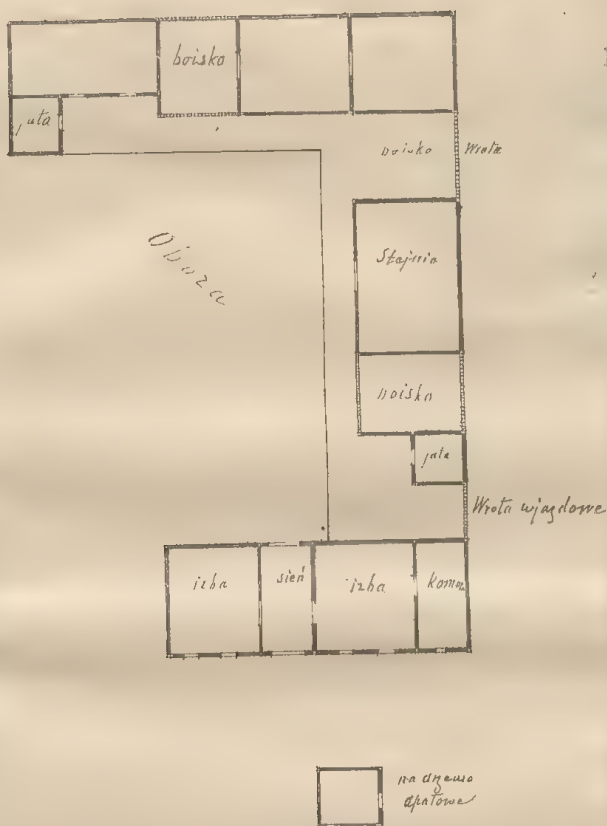 boisko
jata
boisko
Wrota
Obora
Stajnia
boisko
jata
Wrota wjazdowe
izba
sień
izba
komora
na drzewo
opałowe